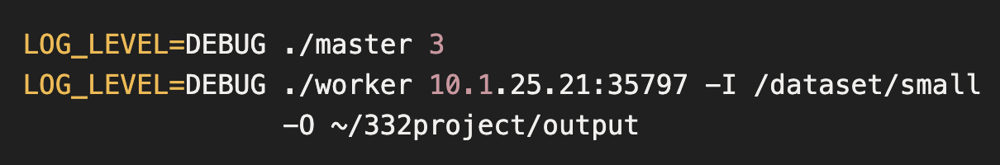 LOG_LEVEL=DEBUG ./master 3
LOG_LEVEL=DEBUG ./worker 10.1.25.21:35797 -I /dataset/small
-O ~/332project/output